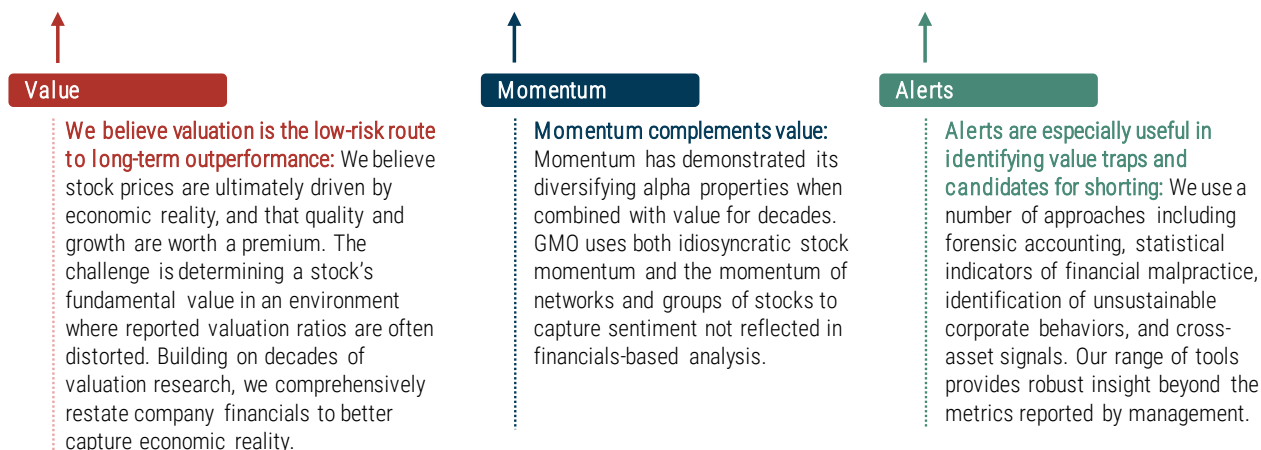 Value
We believe valuation is the low-risk route
to long-term outperformance: We believe
stock prices are ultimately driven by
economic reality, and that quality and
growth are worth a premium. The
challenge is determining a stock's
fundamental value in an environment
where reported valuation ratios are often
distorted. Building on decades of
valuation research, we comprehensively
restate company financials to better
capture economic reality.
Momentum
Momentum complements value:
Momentum has demonstrated its
diversifying alpha properties when
combined with value for decades.
GMO uses both idiosyncratic stock
momentum and the momentum of
networks and groups of stocks to
capture sentiment not reflected in
financials-based analysis.
Alerts
Alerts are especially useful in
identifying value traps and
candidates for shorting: We use a
number of approaches including
forensic accounting, statistical
indicators of financial malpractice,
identification of unsustainable
corporate behaviors, and cross-
asset signals. Our range of tools
provides robust insight beyond the
metrics reported by management.